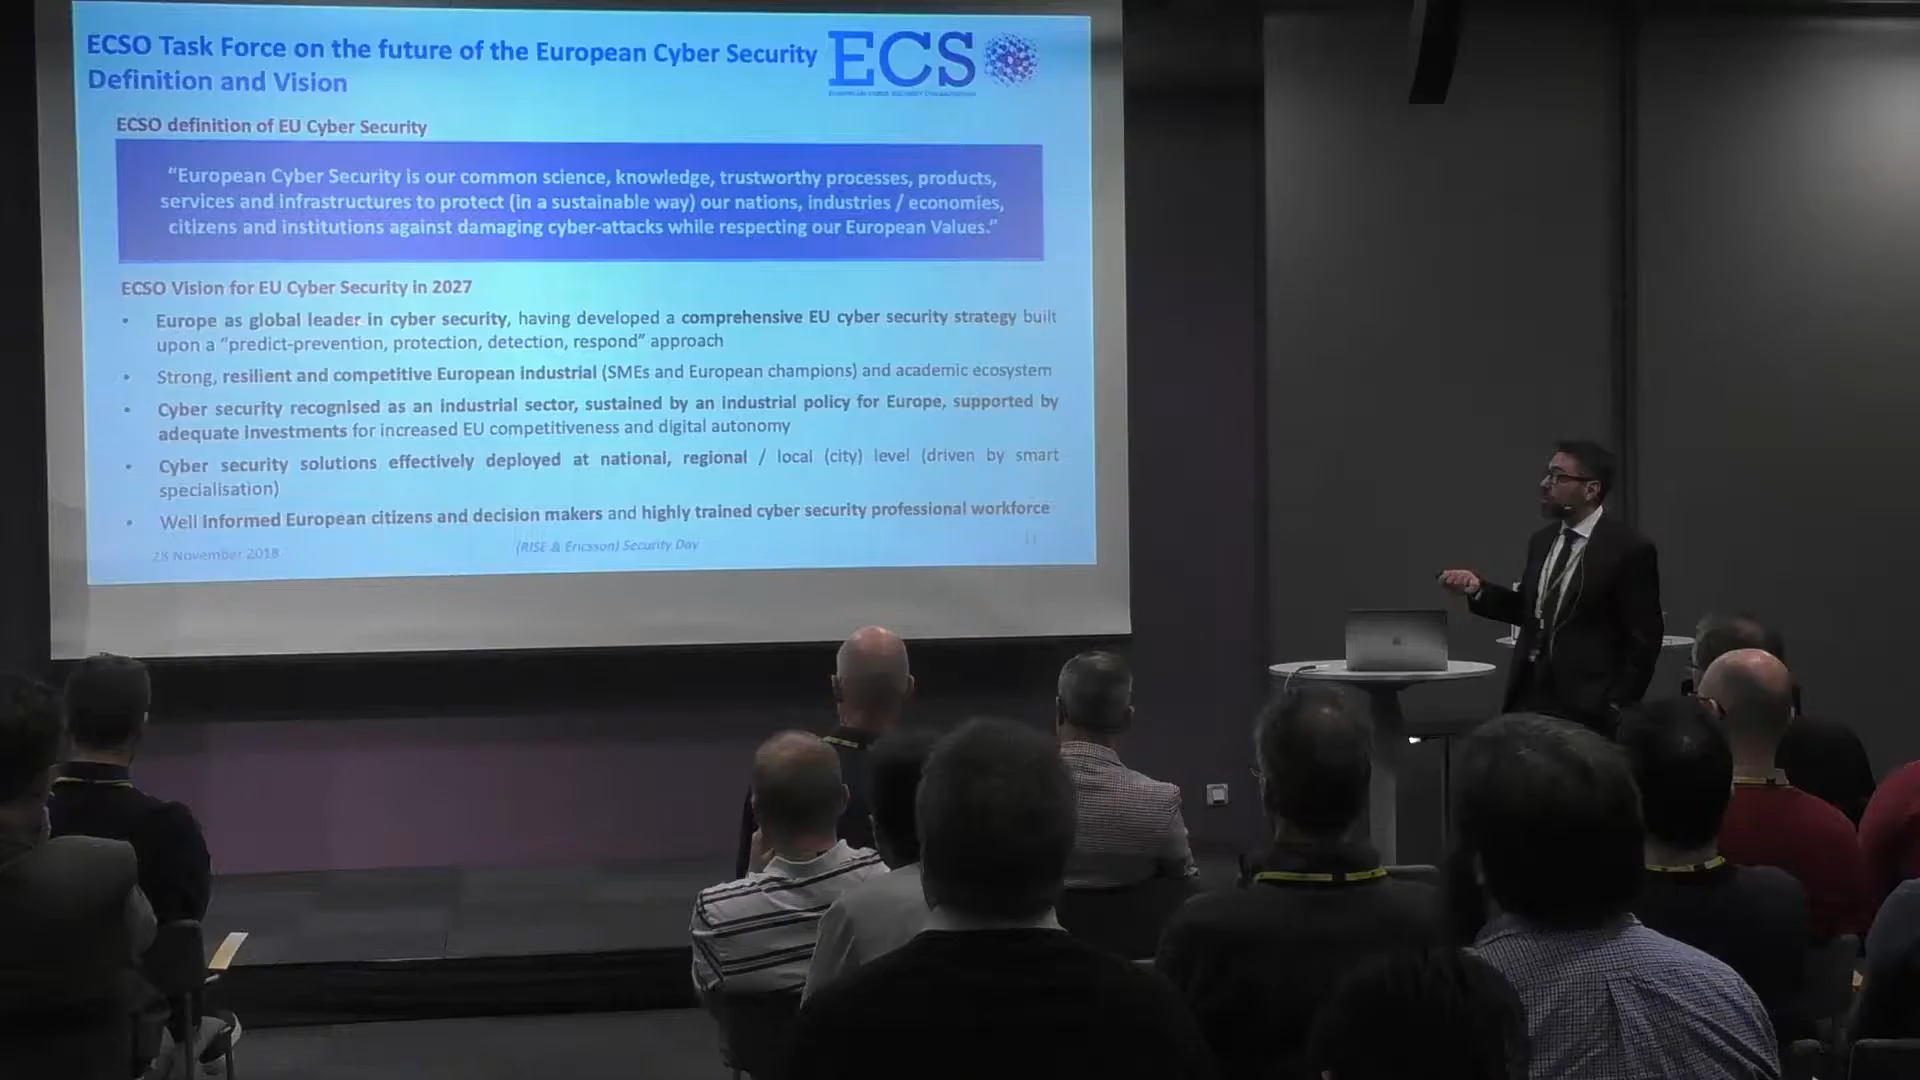 ECSO Task Force on the future of the European Cyber Security
Definition and Vision
ECS
EUROPEAN CYBER SECURITY ORGANISATION
ECSO definition of EU Cyber Security
“European Cyber Security is our common science, knowledge, trustworthy processes, products,
services and infrastructures to protect (in a sustainable way) our nations, industries / economies,
citizens and institutions against damaging cyber-attacks while respecting our European Values.”
ECSO Vision for EU Cyber Security in 2027
• Europe as global leader in cyber security, having developed a comprehensive EU cyber security strategy built
upon a “predict-prevention, protection, detection, respond” approach
• Strong, resilient and competitive European industrial (SMEs and European champions) and academic ecosystem
• Cyber security recognised as an industrial sector, sustained by an industrial policy for Europe, supported by
adequate investments for increased EU competitiveness and digital autonomy
• Cyber security solutions effectively deployed at national, regional / local (city) level (driven by smart
specialisation)
• Well informed European citizens and decision makers and highly trained cyber security professional workforce
28 November 2018
(RISE & Ericsson) Security Day
11